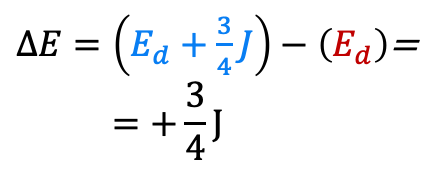 ΔE = (E_d + 3/4 J) − (E_d) =
= + 3/4 J